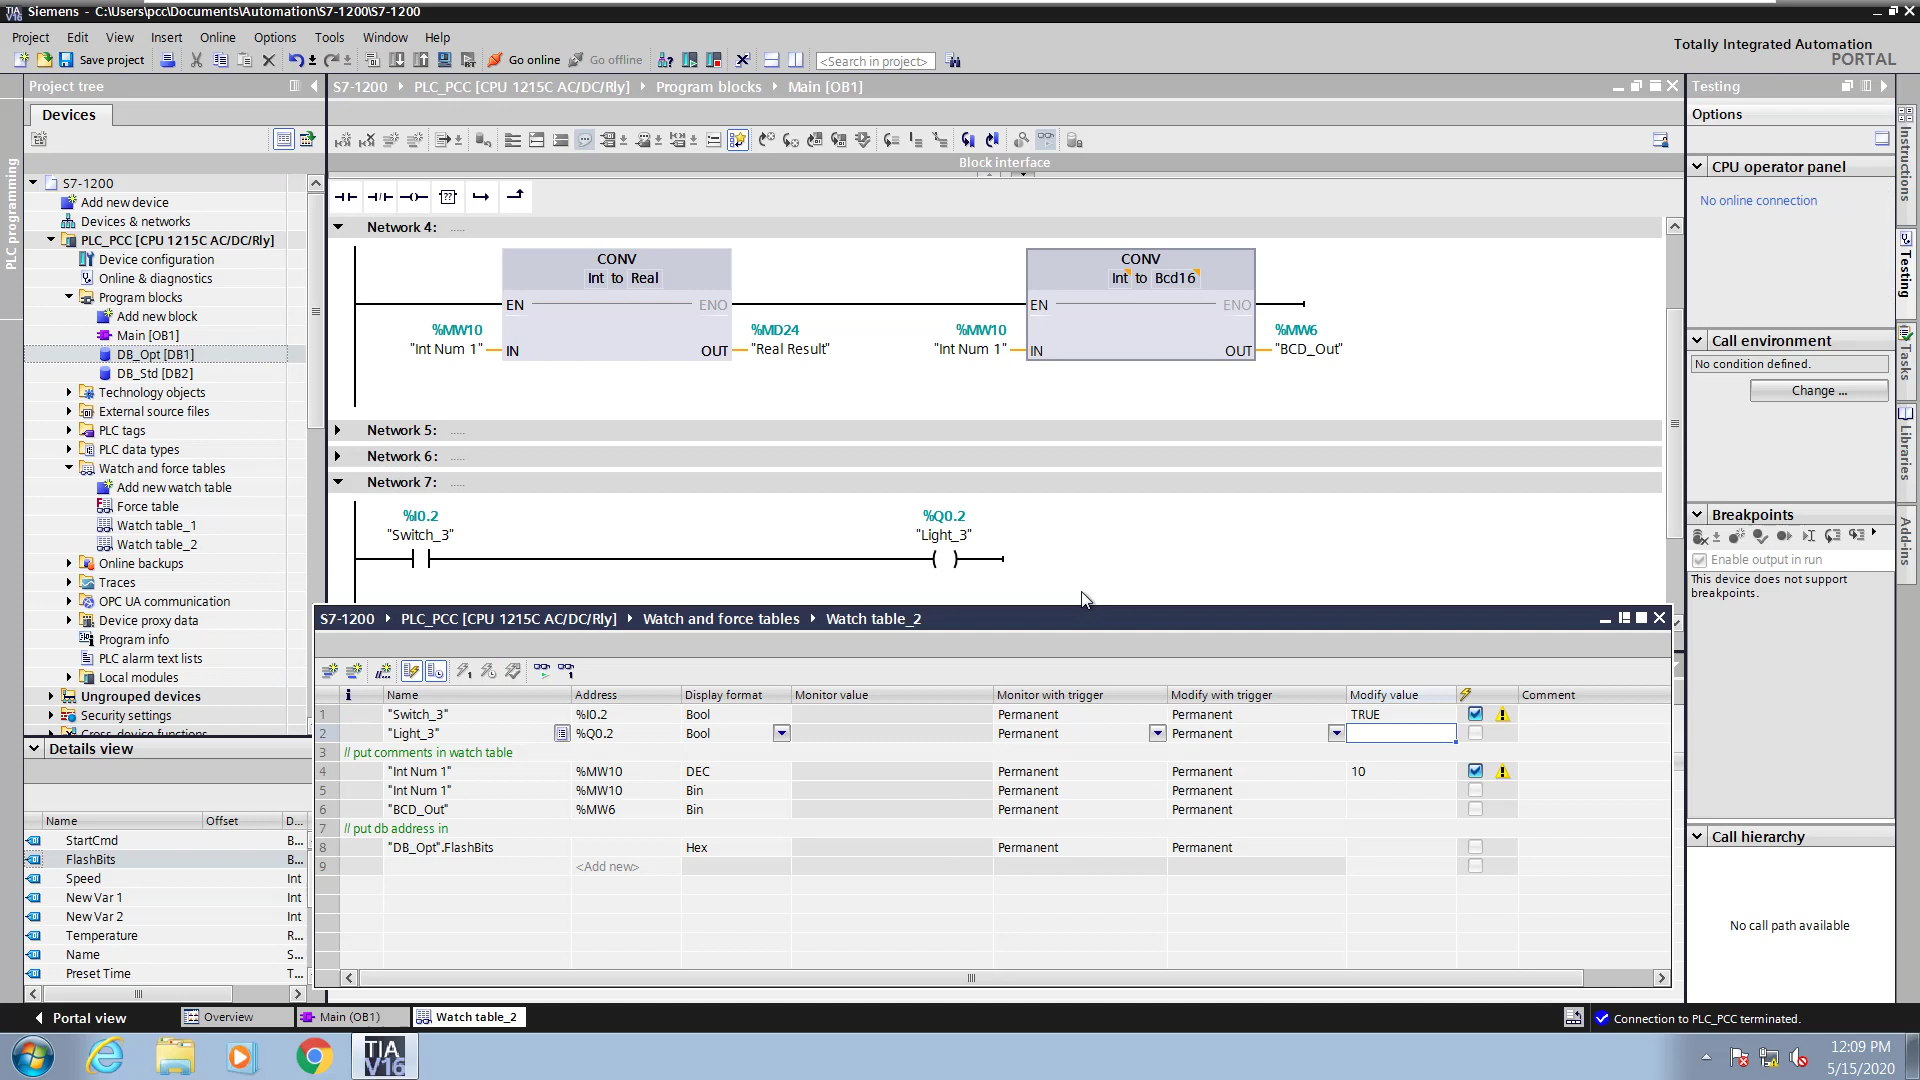 Siemens - C:\Users\pcc\Documents\Automation\S7-1200\S7-1200
Project Edit View Insert Online Options Tools Window Help
Totally Integrated Automation
PORTAL
Save project
Go online
Go offline
<Search in project>
Project tree
S7-1200 PLC_PCC [CPU 1215C AC/DC/Rly] Program blocks Main [OB1]
Testing
Devices
Options
PLC programming
Block interface
CPU operator panel
No online connection
S7-1200
Add new device
Devices & networks
PLC_PCC [CPU 1215C AC/DC/Rly]
Device configuration
Online & diagnostics
Program blocks
Add new block
Main [OB1]
DB_Opt [DB1]
DB_Std [DB2]
Technology objects
External source files
PLC tags
PLC data types
Watch and force tables
Add new watch table
Force table
Watch table_1
Watch table_2
Online backups
Traces
OPC UA communication
Device proxy data
Program info
PLC alarm text lists
Local modules
Ungrouped devices
Security settings
Cross-device functions
Network 4: .....
CONV
Int to Real
EN
ENO
%MW10
"Int Num 1"
IN
OUT
%MD24
"Real Result"
CONV
Int to Bcd16
EN
ENO
%MW10
"Int Num 1"
IN
OUT
%MW6
"BCD_Out"
Network 5: .....
Network 6: .....
Network 7: .....
%I0.2
"Switch_3"
%Q0.2
"Light_3"
Call environment
No condition defined.
Change ...
Breakpoints
Enable output in run
This device does not support
breakpoints.
Call hierarchy
No call path available
Instructions
Testing
Tasks
Libraries
Add-ins
S7-1200 PLC_PCC [CPU 1215C AC/DC/Rly] Watch and force tables Watch table_2
i Name Address Display format Monitor value Monitor with trigger Modify with trigger Modify value Comment
1 "Switch_3" %I0.2 Bool Permanent Permanent TRUE
2 "Light_3" %Q0.2 Bool Permanent Permanent
3 // put comments in watch table
4 "Int Num 1" %MW10 DEC Permanent Permanent 10
5 "Int Num 1" %MW10 Bin Permanent Permanent
6 "BCD_Out" %MW6 Bin Permanent Permanent
7 // put db address in
8 "DB_Opt".FlashBits Hex Permanent Permanent
9 <Add new>
Details view
Name Offset D...
StartCmd B...
FlashBits B...
Speed Int
New Var 1 Int
New Var 2 Int
Temperature R...
Name S...
Preset Time T...
Portal view
Overview
Main (OB1)
Watch table_2
Connection to PLC_PCC terminated.
TIA
V16
12:09 PM
5/15/2020